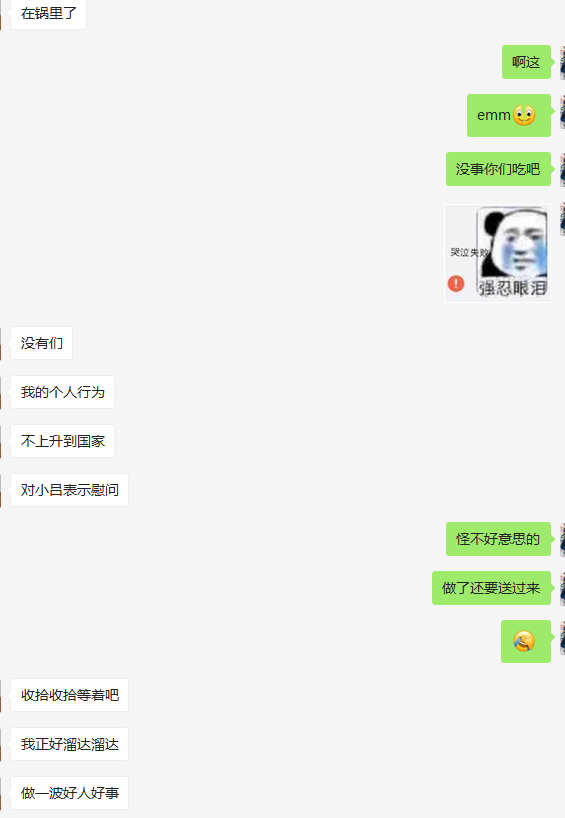 在锅里了
啊这
emm
没事你们吃吧
哭泣失败
强忍眼泪
没有们
我的个人行为
不上升到国家
对小吕表示慰问
怪不好意思的
做了还要送过来
收拾收拾等着吧
我正好溜达溜达
做一波好人好事